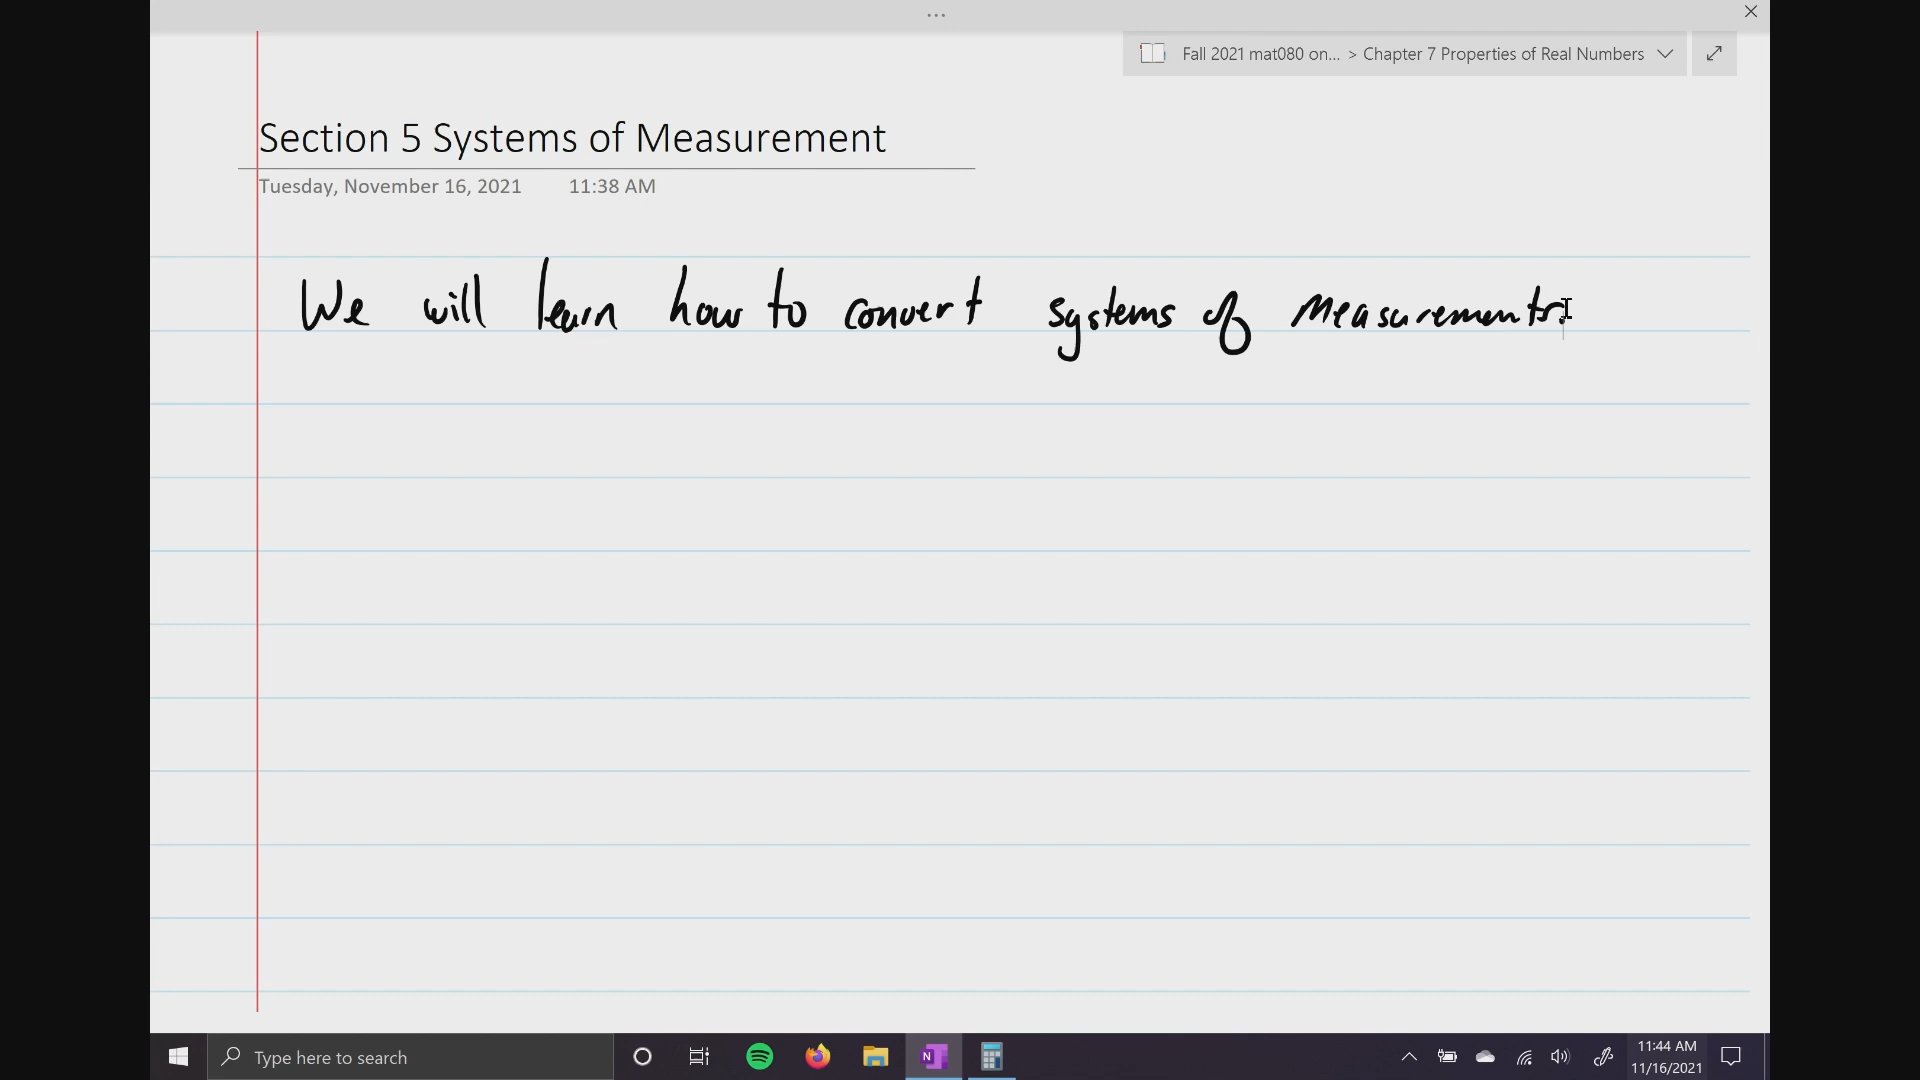 ...
Fall 2021 mat080 on... > Chapter 7 Properties of Real Numbers
Section 5 Systems of Measurement
Tuesday, November 16, 2021 11:38 AM
We will learn how to convert systems of measurements.
Type here to search
N
11:44 AM
11/16/2021